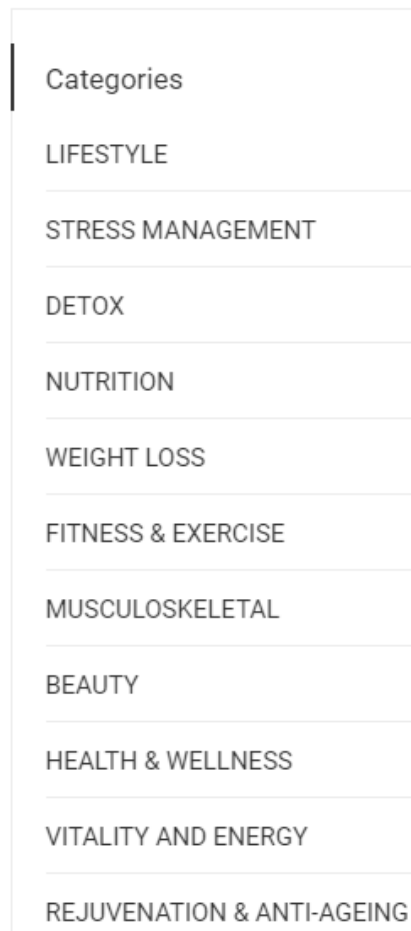 Categories
LIFESTYLE
STRESS MANAGEMENT
DETOX
NUTRITION
WEIGHT LOSS
FITNESS & EXERCISE
MUSCULOSKELETAL
BEAUTY
HEALTH & WELLNESS
VITALITY AND ENERGY
REJUVENATION & ANTI-AGEING